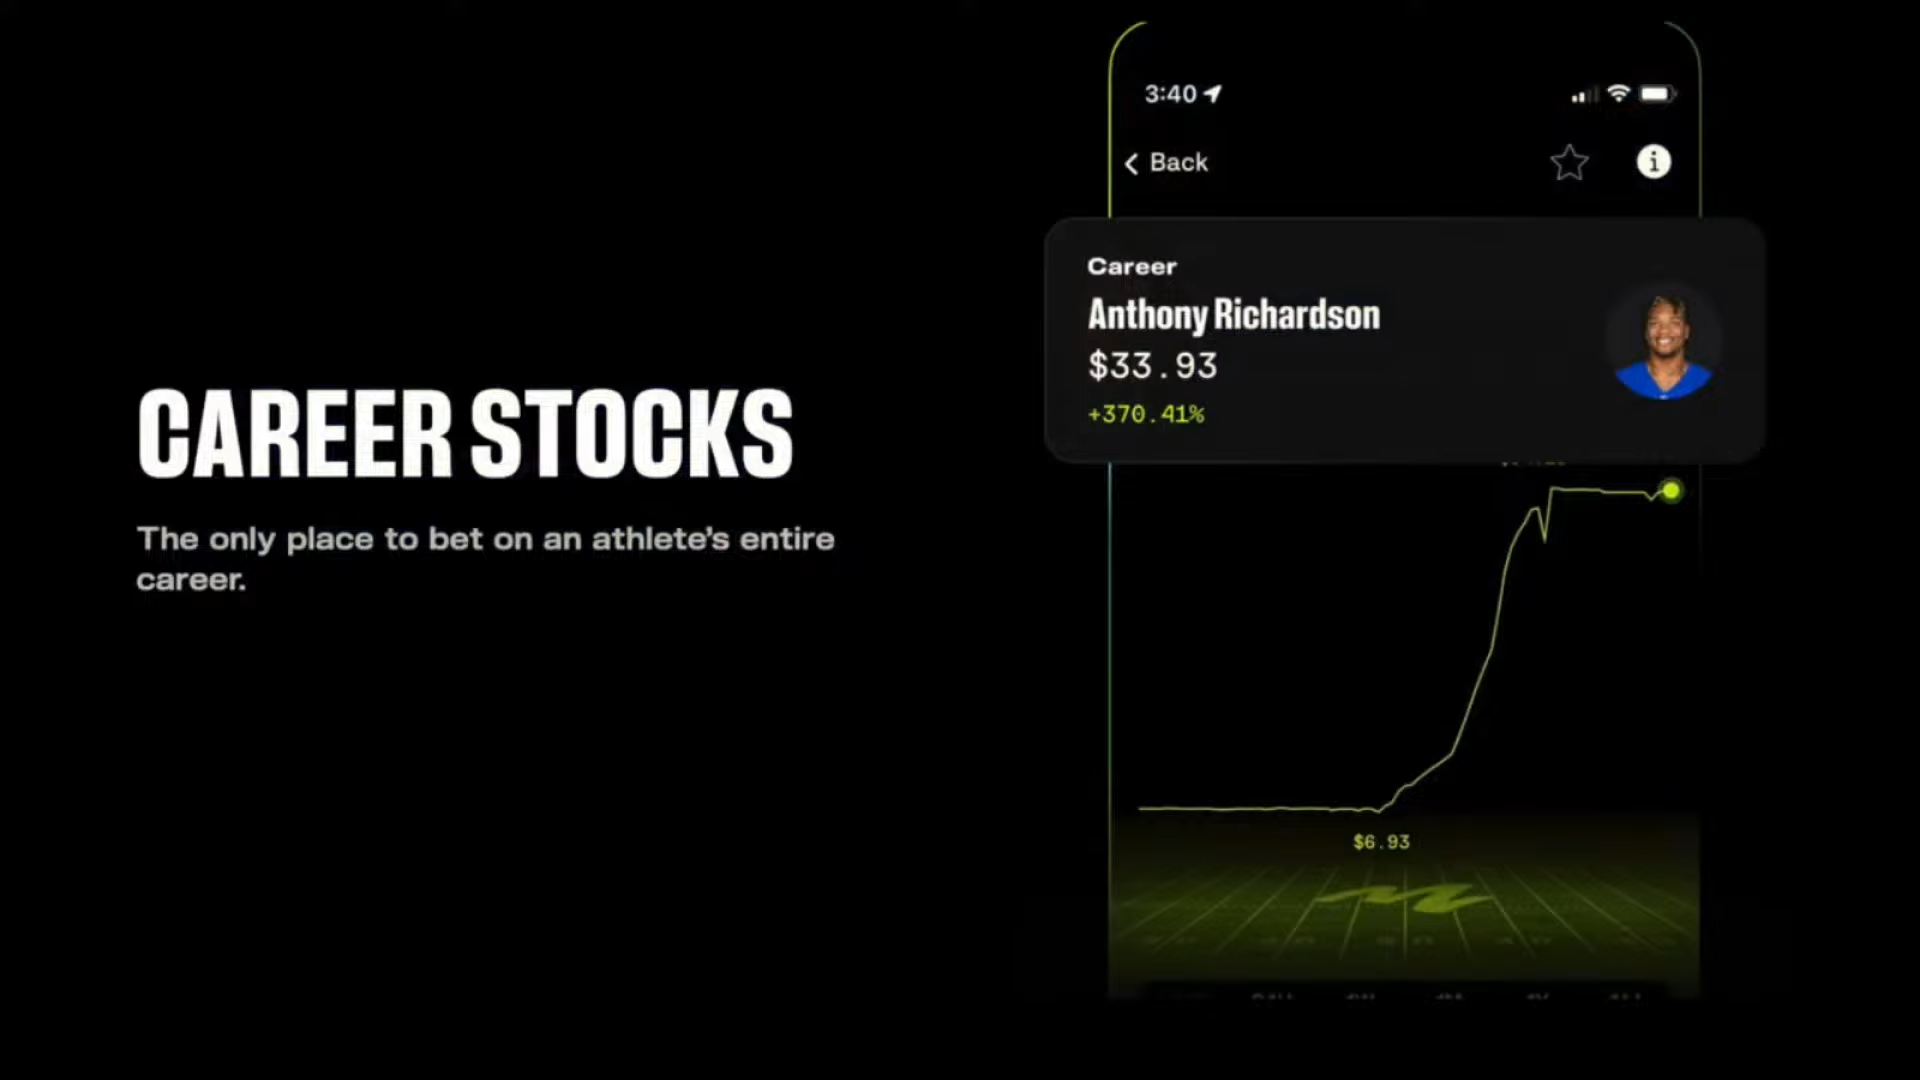 3:40
Back
Career
Anthony Richardson
$33.93
+370.41%
CAREER STOCKS
The only place to bet on an athlete's entire
career.
$6.93